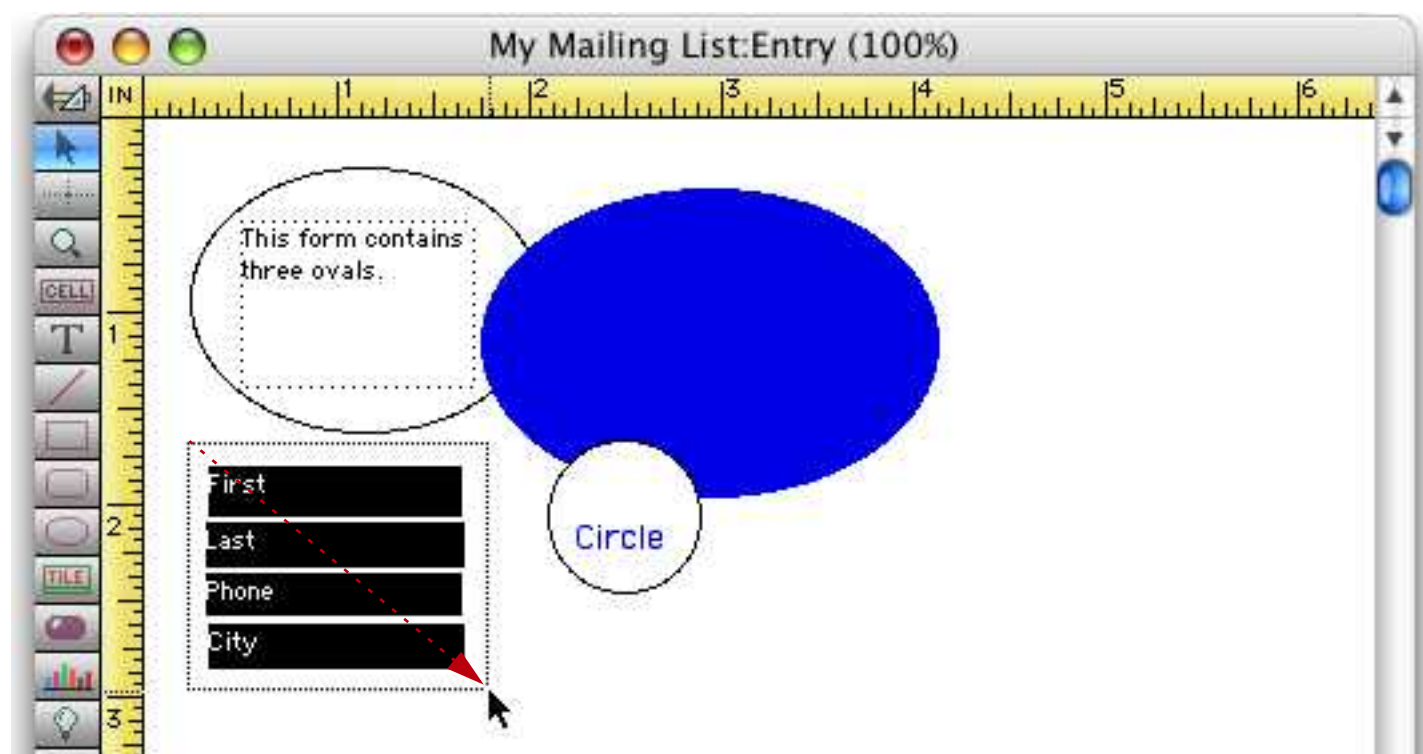 My Mailing List:Entry (100%)
IN 1 2 3 4 5 6
CELL
T
TILE
1
2
3
This form contains
three ovals.
First
Last
Phone
City
Circle